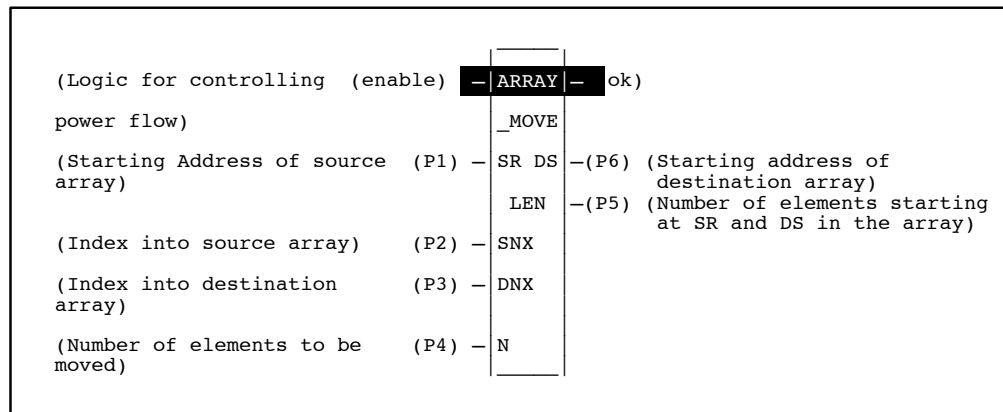 (Logic for controlling (enable) –|ARRAY|– ok)
power flow) |_MOVE|
(Starting Address of source (P1) –|SR DS|–(P6) (Starting address of
array) destination array)
LEN |–(P5) (Number of elements starting
at SR and DS in the array)
(Index into source array) (P2) –|SNX
(Index into destination (P3) –|DNX
array)
(Number of elements to be (P4) –|N
moved)